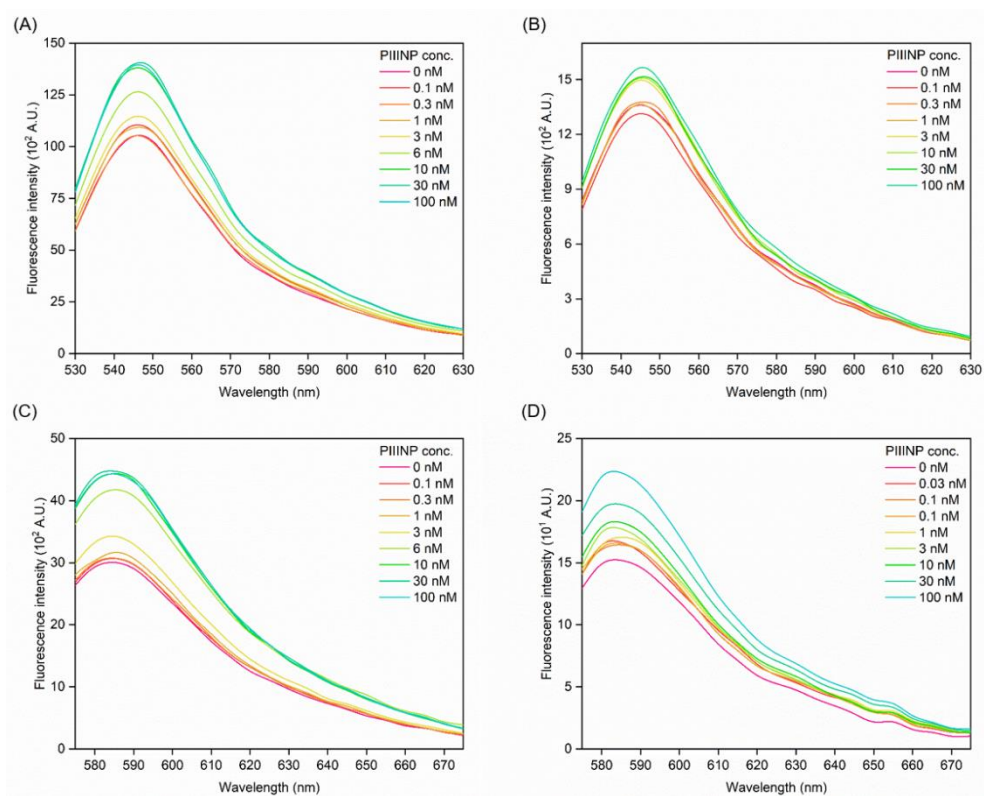 (A)
150
125
100
75
50
25
0
530 540 550 560 570 580 590 600 610 620 630
Fluorescence intensity (10² A.U.)
Wavelength (nm)
PIIINP conc.
0 nM
0.1 nM
0.3 nM
1 nM
3 nM
6 nM
10 nM
30 nM
100 nM
(B)
15
12
9
6
3
0
530 540 550 560 570 580 590 600 610 620 630
Fluorescence intensity (10² A.U.)
Wavelength (nm)
PIIINP conc.
0 nM
0.1 nM
0.3 nM
1 nM
3 nM
10 nM
30 nM
100 nM
(C)
50
40
30
20
10
0
580 590 600 610 620 630 640 650 660 670
Fluorescence intensity (10² A.U.)
Wavelength (nm)
PIIINP conc.
0 nM
0.1 nM
0.3 nM
1 nM
3 nM
6 nM
10 nM
30 nM
100 nM
(D)
25
20
15
10
5
0
580 590 600 610 620 630 640 650 660 670
Fluorescence intensity (10¹ A.U.)
Wavelength (nm)
PIIINP conc.
0 nM
0.03 nM
0.1 nM
0.1 nM
1 nM
3 nM
10 nM
30 nM
100 nM